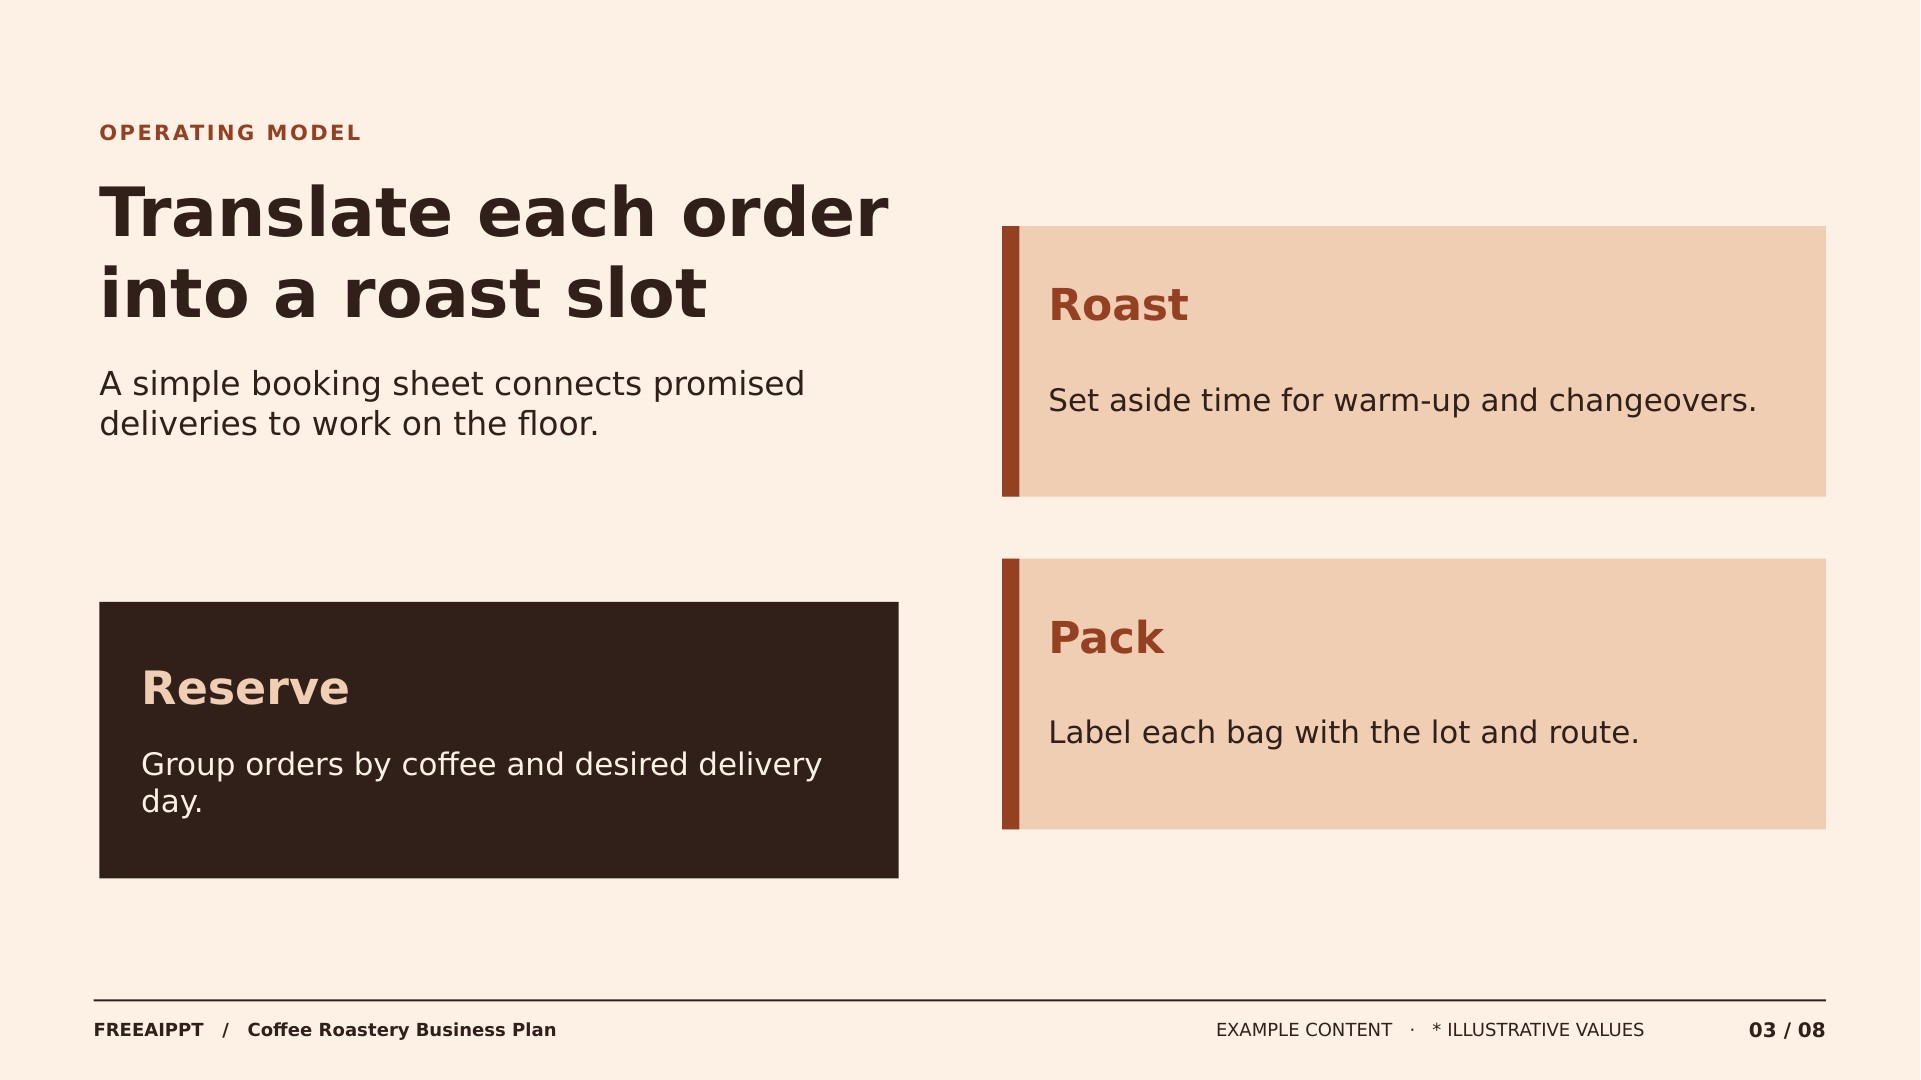 OPERATING MODEL
Translate each order
into a roast slot
A simple booking sheet connects promised
deliveries to work on the floor.
Reserve
Group orders by coffee and desired delivery
day.
Roast
Set aside time for warm-up and changeovers.
Pack
Label each bag with the lot and route.
FREEAIPPT / Coffee Roastery Business Plan
EXAMPLE CONTENT · * ILLUSTRATIVE VALUES
03 / 08